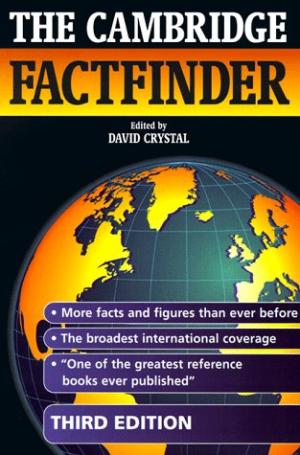 THE CAMBRIDGE
FACTFINDER
Edited by
DAVID CRYSTAL
• More facts and figures than ever before
• The broadest international coverage
• "One of the greatest reference
books ever published"
THIRD EDITION